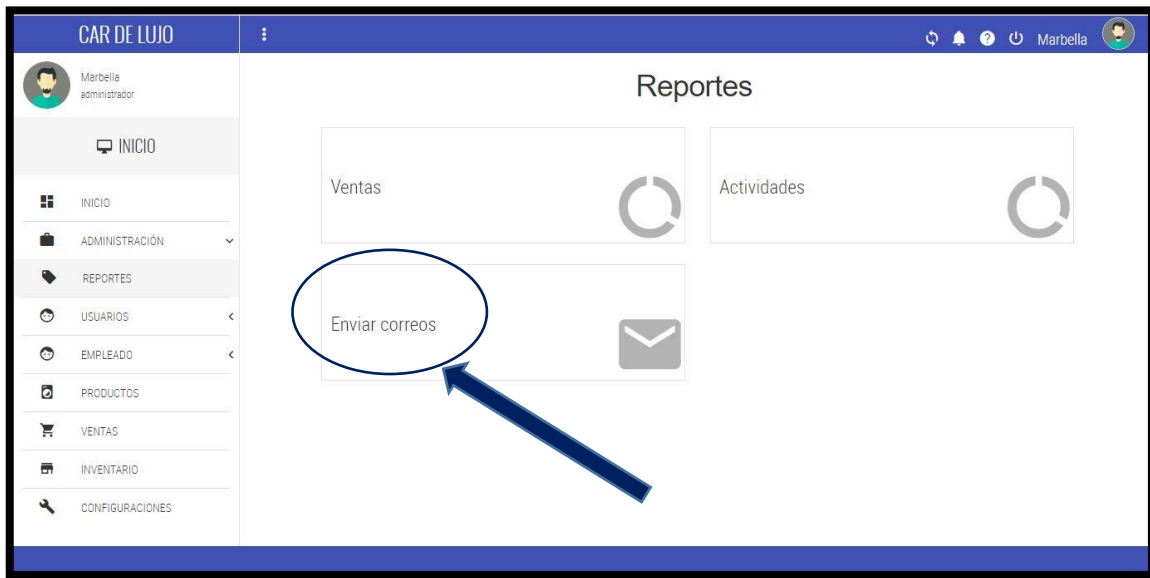 CAR DE LUJO
Marbella
Marbella
administrador
INICIO
INICIO
ADMINISTRACIÓN
REPORTES
USUARIOS
EMPLEADO
PRODUCTOS
VENTAS
INVENTARIO
CONFIGURACIONES
Reportes
Ventas
Actividades
Enviar correos